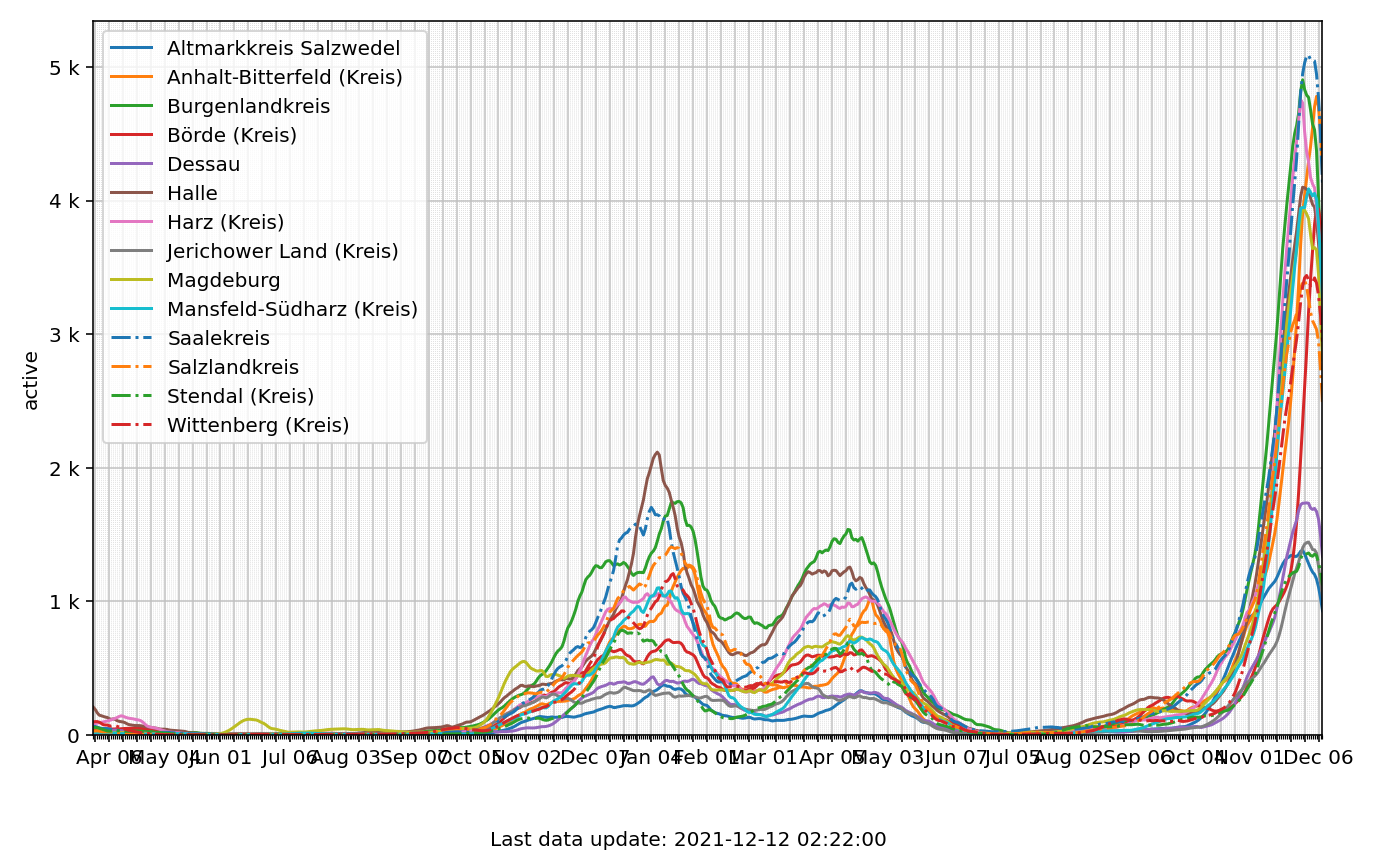 5 k
4 k
3 k
2 k
1 k
0
active
Altmarkkreis Salzwedel
Anhalt-Bitterfeld (Kreis)
Burgenlandkreis
Börde (Kreis)
Dessau
Halle
Harz (Kreis)
Jerichower Land (Kreis)
Magdeburg
Mansfeld-Südharz (Kreis)
Saalekreis
Salzlandkreis
Stendal (Kreis)
Wittenberg (Kreis)
Apr 06 May 04 Jun 01 Jul 06 Aug 03 Sep 07 Oct 05 Nov 02 Dec 07 Jan 04 Feb 01 Mar 01 Apr 05 May 03 Jun 07 Jul 05 Aug 02 Sep 06 Oct 04 Nov 01 Dec 06
Last data update: 2021-12-12 02:22:00